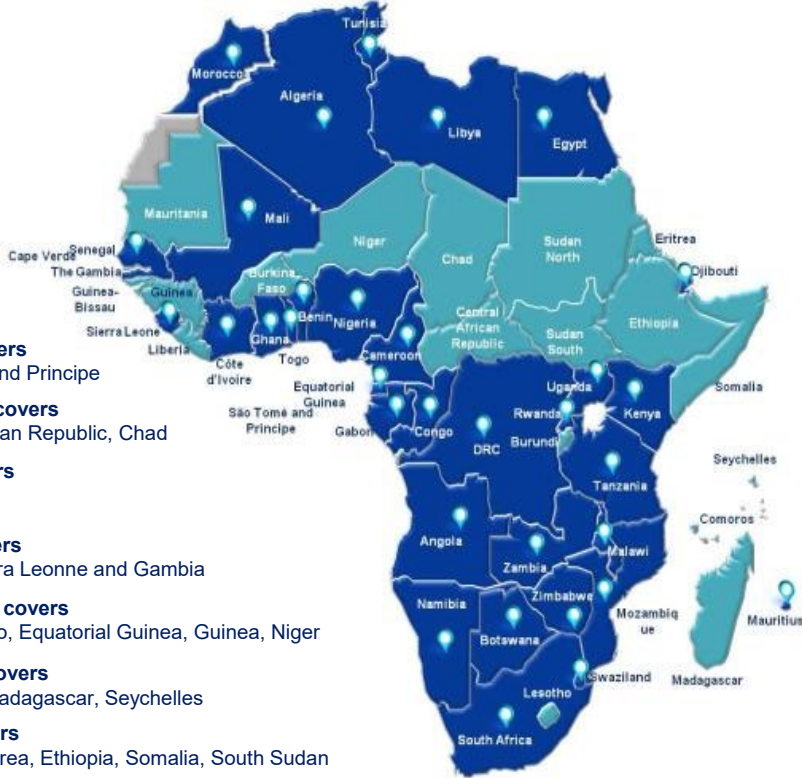 Tunisia
Morocco
Algeria
Libya
Egypt
Mauritania
Mali
Niger
Chad
Sudan
North
Eritrea
Cape Verde
Senegal
The Gambia
Djibouti
Guinea-
Bissau
Guinea
Burkina
Faso
Benin
Nigeria
Central
African
Republic
Sudan
South
Ethiopia
Sierra Leone
Liberia
Côte
d'Ivoire
Ghana
Togo
Cameroon
Somalia
Equatorial
Guinea
São Tomé and
Principe
Gabon
Congo
DRC
Uganda
Rwanda
Burundi
Kenya
Tanzania
Seychelles
Comoros
Angola
Zambia
Malawi
Namibia
Zimbabwe
Botswana
Mozambiq
ue
Mauritius
Swaziland
Madagascar
Lesotho
South Africa
ers
nd Principe
covers
an Republic, Chad
rs
ers
ra Leonne and Gambia
covers
o, Equatorial Guinea, Guinea, Niger
overs
adagascar, Seychelles
rs
rea, Ethiopia, Somalia, South Sudan